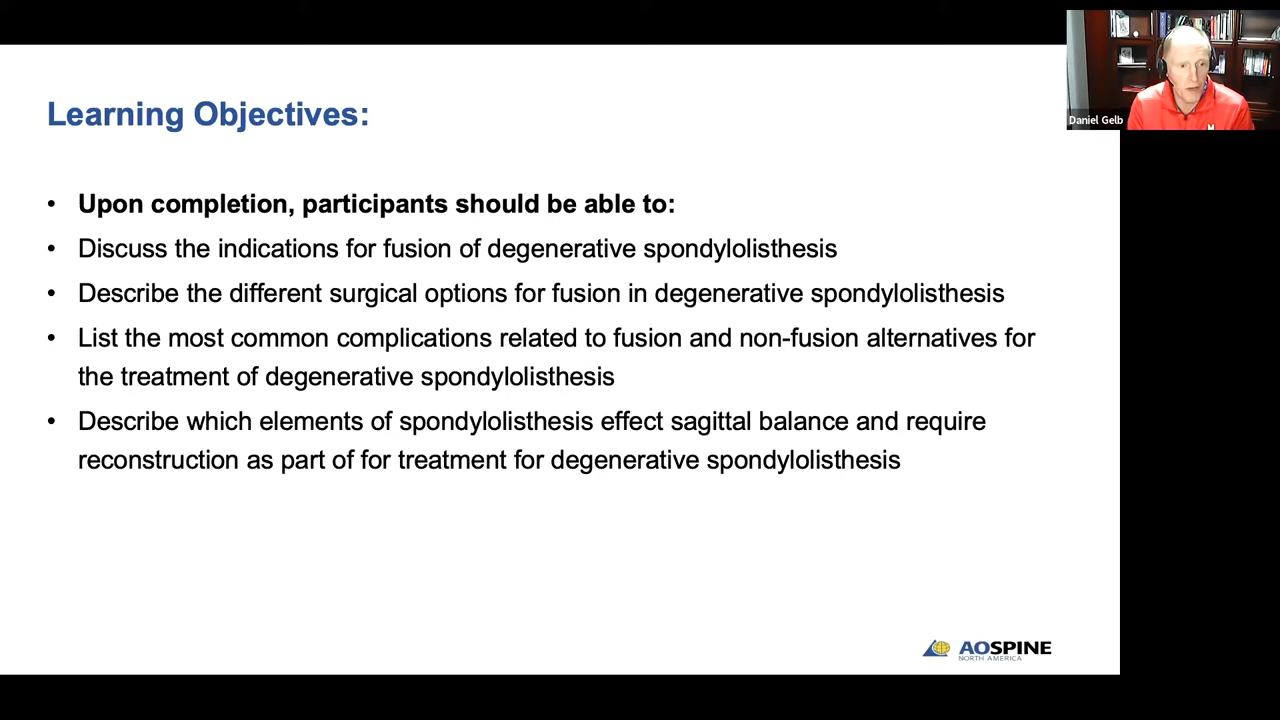 Learning Objectives:
• Upon completion, participants should be able to:
• Discuss the indications for fusion of degenerative spondylolisthesis
• Describe the different surgical options for fusion in degenerative spondylolisthesis
• List the most common complications related to fusion and non-fusion alternatives for
the treatment of degenerative spondylolisthesis
• Describe which elements of spondylolisthesis effect sagittal balance and require
reconstruction as part of for treatment for degenerative spondylolisthesis
AOSPINE
NORTH AMERICA
Daniel Gelb